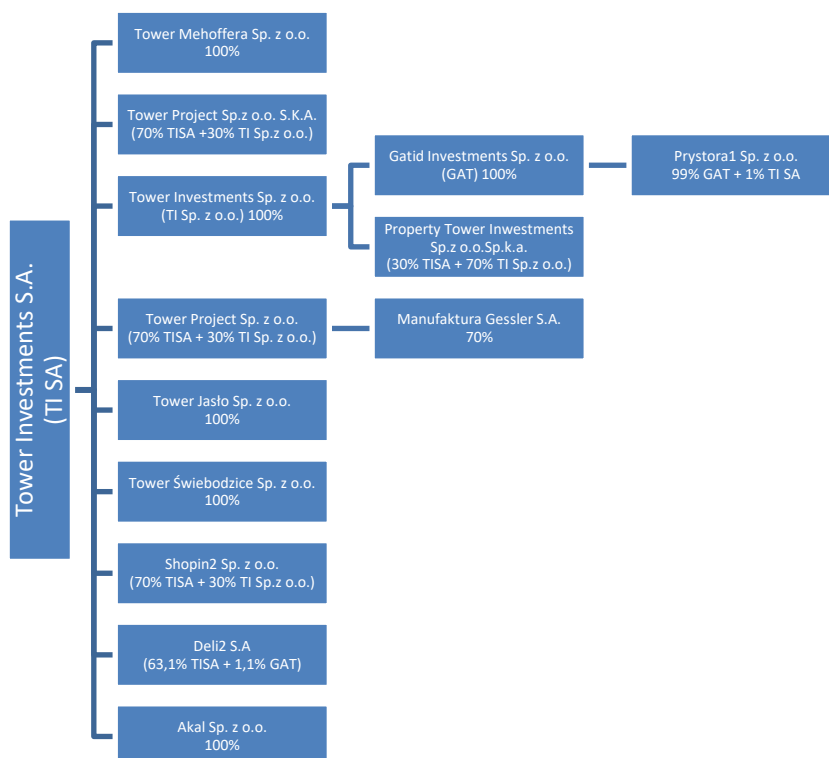 Tower Investments S.A.
(TI SA)
Tower Mehoffera Sp. z o.o.
100%
Tower Project Sp.z o.o. S.K.A.
(70% TISA +30% TI Sp.z o.o.)
Tower Investments Sp. z o.o.
(TI Sp. z o.o.) 100%
Gatid Investments Sp. z o.o.
(GAT) 100%
Prystora1 Sp. z o.o.
99% GAT + 1% TI SA
Property Tower Inwestments
Sp.z o.o.Sp.k.a.
(30% TISA + 70% TI Sp.z o.o.)
Tower Project Sp. z o.o.
(70% TISA + 30% TI Sp. z o.o.)
Manufaktura Gessler S.A.
70%
Tower Jasło Sp. z o.o.
100%
Tower Świebodzice Sp. z o.o.
100%
Shopin2 Sp. z o.o.
(70% TISA + 30% TI Sp.z o.o.)
Deli2 S.A
(63,1% TISA + 1,1% GAT)
Akal Sp. z o.o.
100%